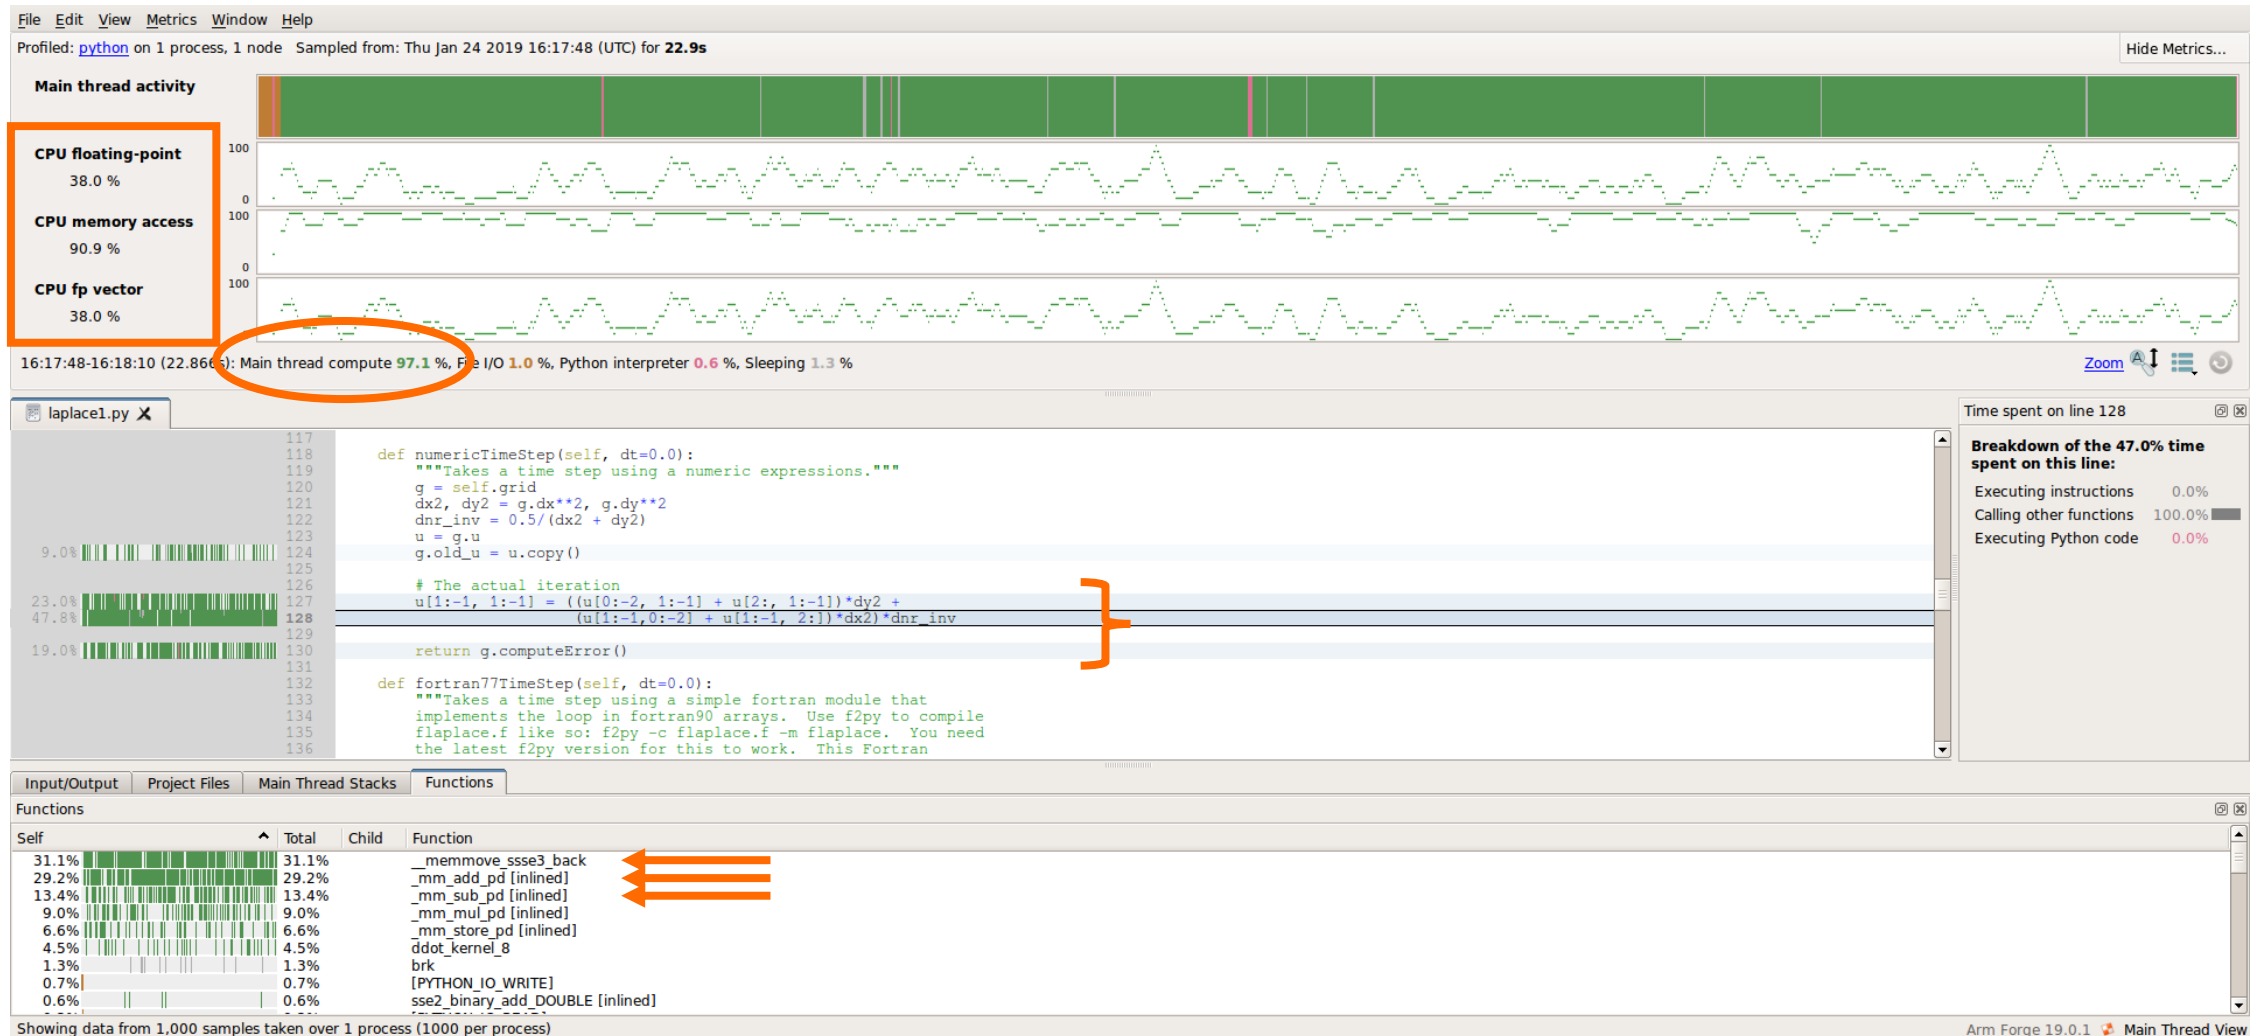 File Edit View Metrics Window Help
Profiled: python on 1 process, 1 node Sampled from: Thu Jan 24 2019 16:17:48 (UTC) for 22.9s
Hide Metrics...
Main thread activity
CPU floating-point
38.0 %
100
0
CPU memory access
90.9 %
100
0
CPU fp vector
38.0 %
100
16:17:48-16:18:10 (22.866s): Main thread compute 97.1 %, File I/O 1.0 %, Python interpreter 0.6 %, Sleeping 1.3 %
Zoom
laplace1.py
117
118 def numericTimeStep(self, dt=0.0):
119 """Takes a time step using a numeric expressions."""
120 g = self.grid
121 dx2, dy2 = g.dx**2, g.dy**2
122 dnr_inv = 0.5/(dx2 + dy2)
123 u = g.u
9.0% 124 g.old_u = u.copy()
125
126 # The actual iteration
23.0% 127 u[1:-1, 1:-1] = ((u[0:-2, 1:-1] + u[2:, 1:-1])*dy2 +
47.8% 128 (u[1:-1,0:-2] + u[1:-1, 2:])*dx2)*dnr_inv
129
19.0% 130 return g.computeError()
131
132 def fortran77TimeStep(self, dt=0.0):
133 """Takes a time step using a simple fortran module that
134 implements the loop in fortran90 arrays. Use f2py to compile
135 flaplace.f like so: f2py -c flaplace.f -m flaplace. You need
136 the latest f2py version for this to work. This Fortran
Time spent on line 128
Breakdown of the 47.0% time
spent on this line:
Executing instructions 0.0%
Calling other functions 100.0%
Executing Python code 0.0%
Input/Output Project Files Main Thread Stacks Functions
Functions
Self Total Child Function
31.1% 31.1% __memmove_ssse3_back
29.2% 29.2% _mm_add_pd [inlined]
13.4% 13.4% _mm_sub_pd [inlined]
9.0% 9.0% _mm_mul_pd [inlined]
6.6% 6.6% _mm_store_pd [inlined]
4.5% 4.5% ddot_kernel_8
1.3% 1.3% brk
0.7% 0.7% [PYTHON_IO_WRITE]
0.6% 0.6% sse2_binary_add_DOUBLE [inlined]
Showing data from 1,000 samples taken over 1 process (1000 per process)
Arm Forge 19.0.1 Main Thread View